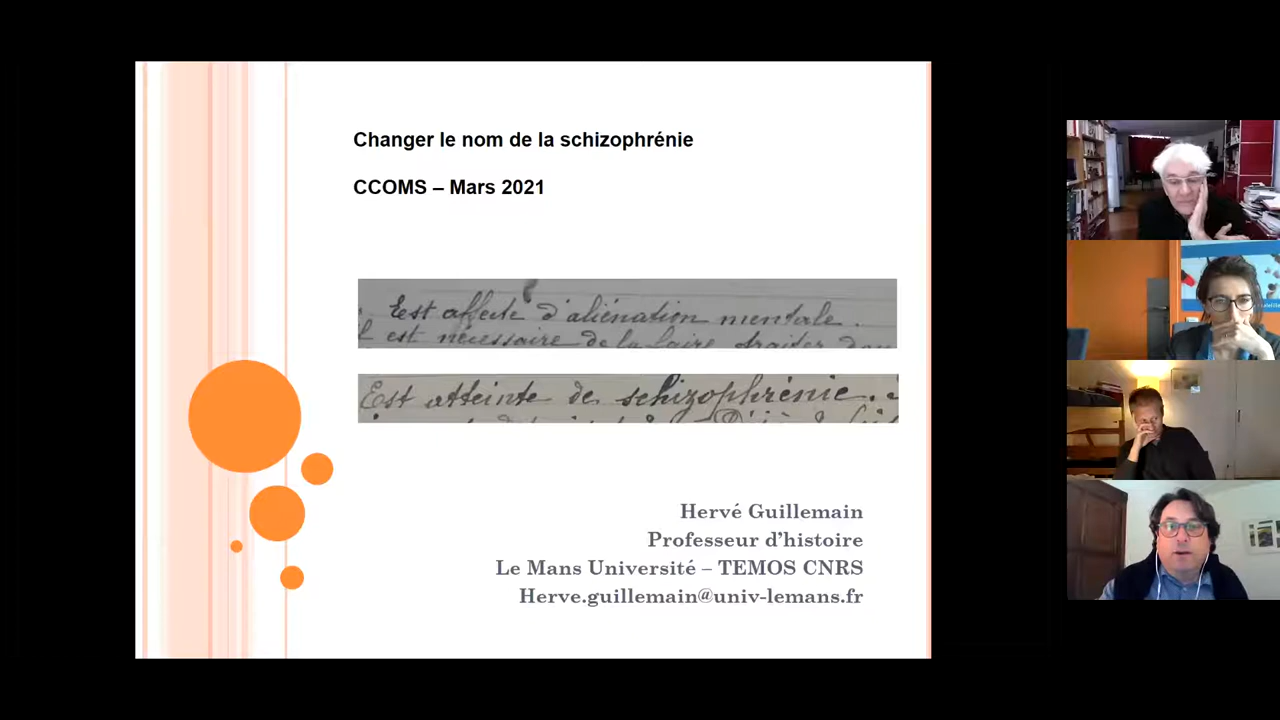 Changer le nom de la schizophrénie
CCOMS – Mars 2021
Est affecté d'aliénation mentale.
il est nécessaire de le faire traiter dans
Est atteinte de schizophrénie.
Hervé Guillemain
Professeur d'histoire
Le Mans Université – TEMOS CNRS
Herve.guillemain@univ-lemans.fr